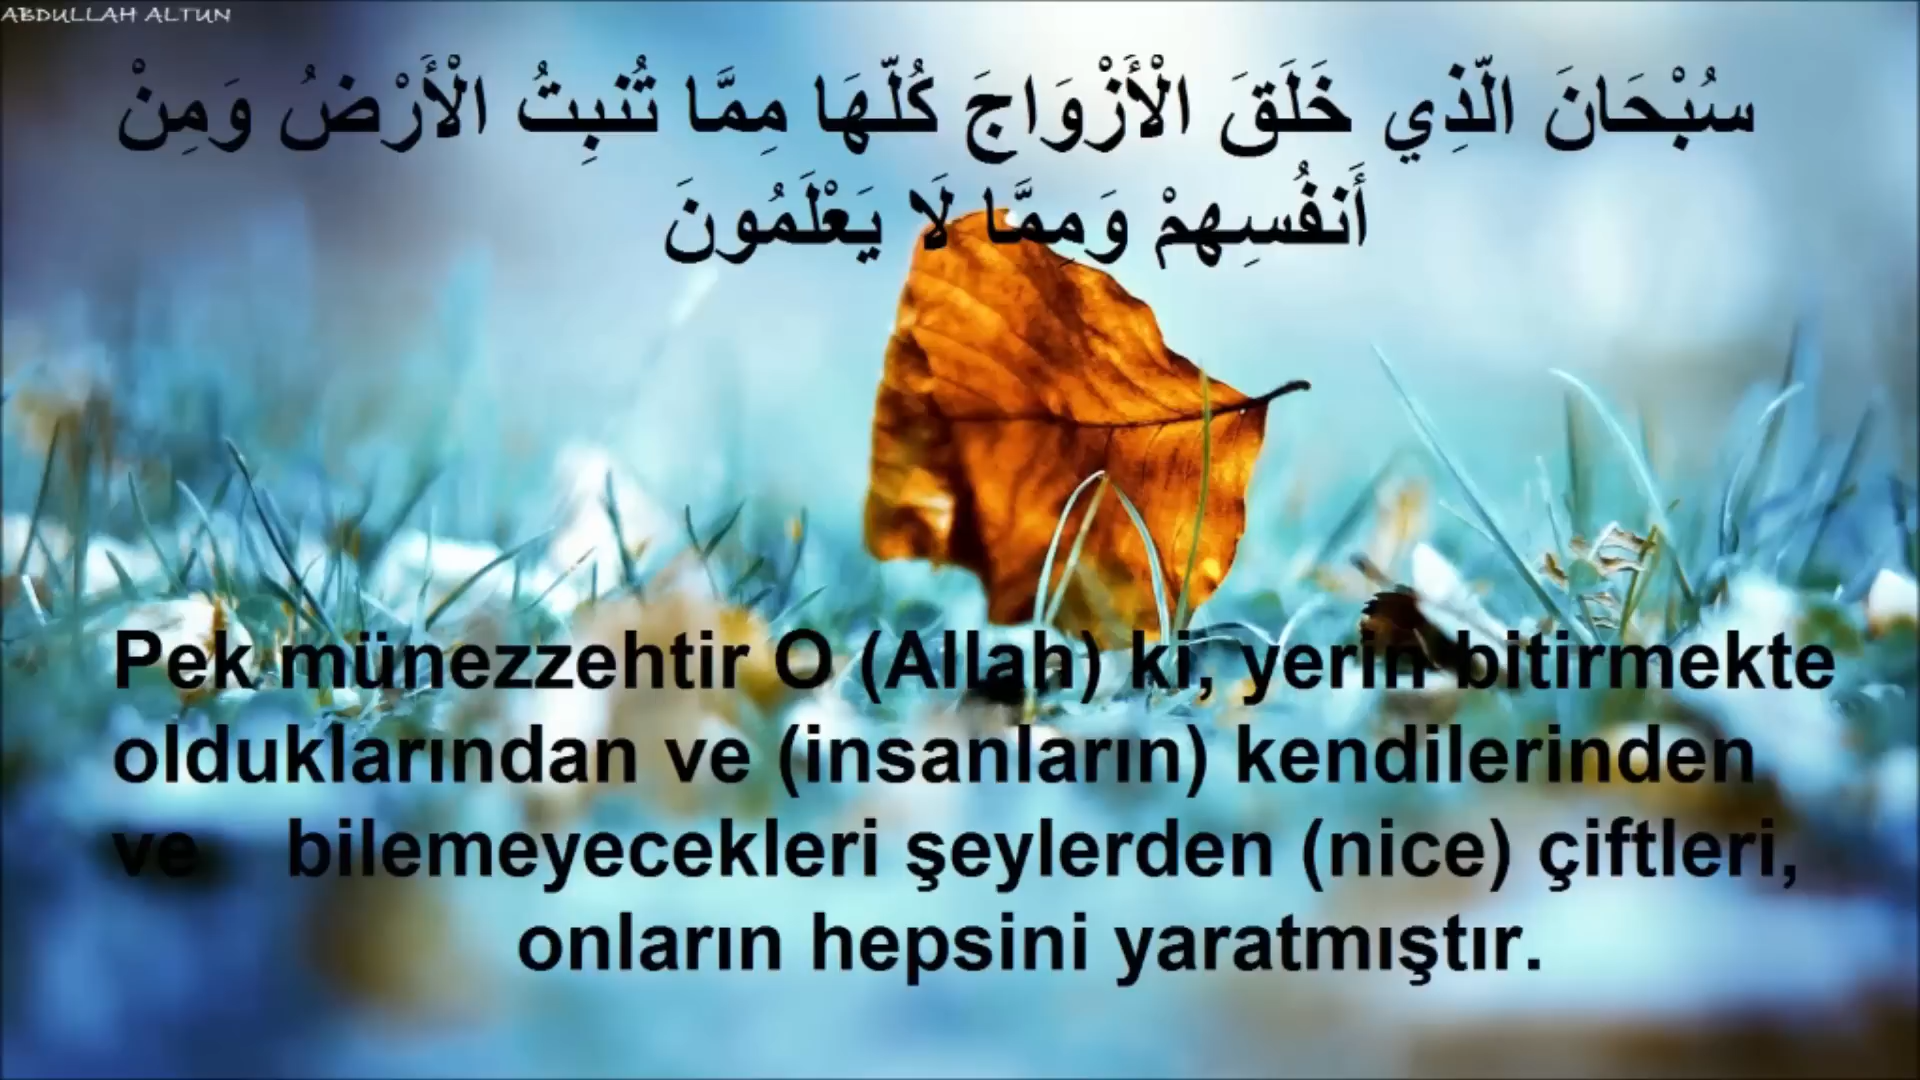 ABDULLAH ALTUN
سُبْحَانَ الَّذِي خَلَقَ الْأَزْوَاجَ كُلَّهَا مِمَّا تُنبِتُ الْأَرْضُ وَمِنْ
أَنفُسِهِمْ وَمِمَّا لَا يَعْلَمُونَ
Pek münezzehtir O (Allah) ki, yerin bitirmekte
olduklarından ve (insanların) kendilerinden
ve bilemeyecekleri şeylerden (nice) çiftleri,
onların hepsini yaratmıştır.